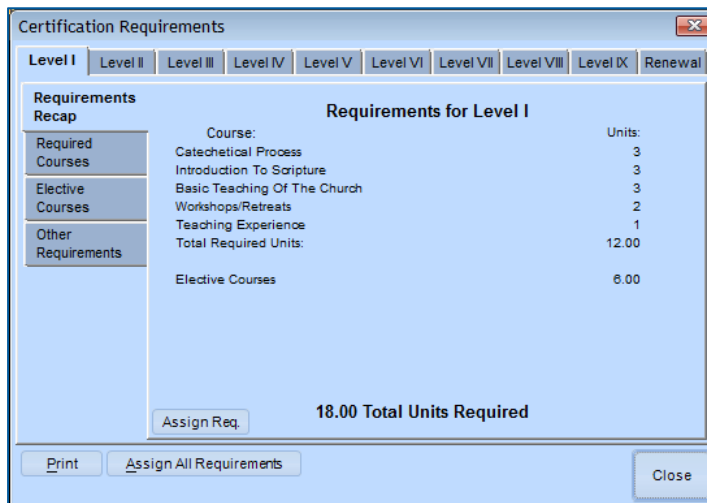 Certification Requirements
Level I Level II Level III Level IV Level V Level VI Level VII Level VIII Level IX Renewal
Requirements
Recap
Required
Courses
Elective
Courses
Other
Requirements
Requirements for Level I
Course: Units:
Catechetical Process 3
Introduction To Scripture 3
Basic Teaching Of The Church 3
Workshops/Retreats 2
Teaching Experience 1
Total Required Units: 12.00
Elective Courses 6.00
Assign Req. 18.00 Total Units Required
Print Assign All Requirements Close